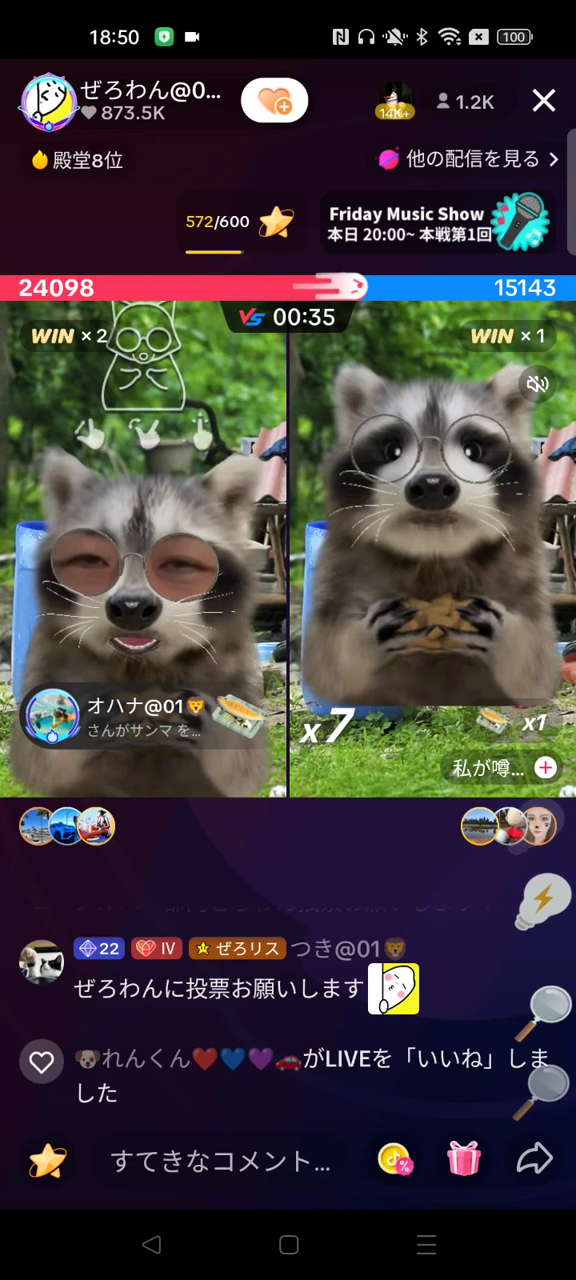 18:50
100
ぜろわん@0...
873.5K
14K+
1.2K
殿堂8位
他の配信を見る
572/600
Friday Music Show
本日 20:00~ 本戦第1回
24098
15143
VS 00:35
WIN × 2
WIN × 1
オハナ@01
さんがサンマ を...
x7
x1
私が噂...
22
IV
ぜろリス
つき@01
ぜろわんに投票お願いします
れんくん
がLIVEを「いいね」しま
した
すてきなコメント...